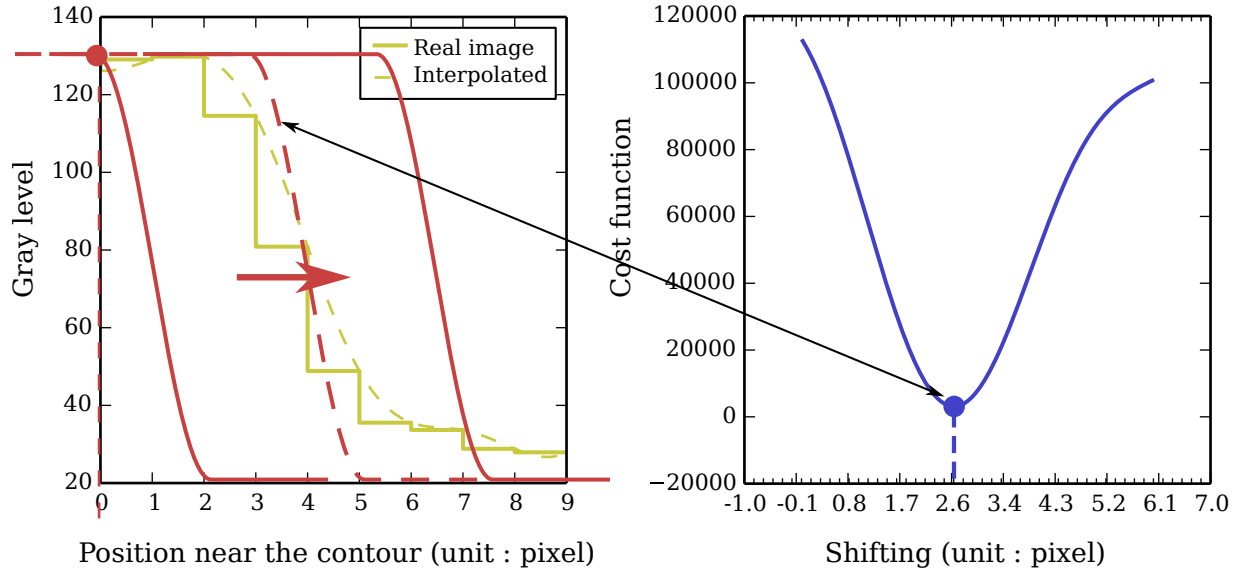 140
120
100
80
60
40
20
0 1 2 3 4 5 6 7 8 9
Gray level
Position near the contour (unit : pixel)
Real image
Interpolated
120000
100000
80000
60000
40000
20000
0
−20000
-1.0 -0.1 0.8 1.7 2.6 3.4 4.3 5.2 6.1 7.0
Cost function
Shifting (unit : pixel)